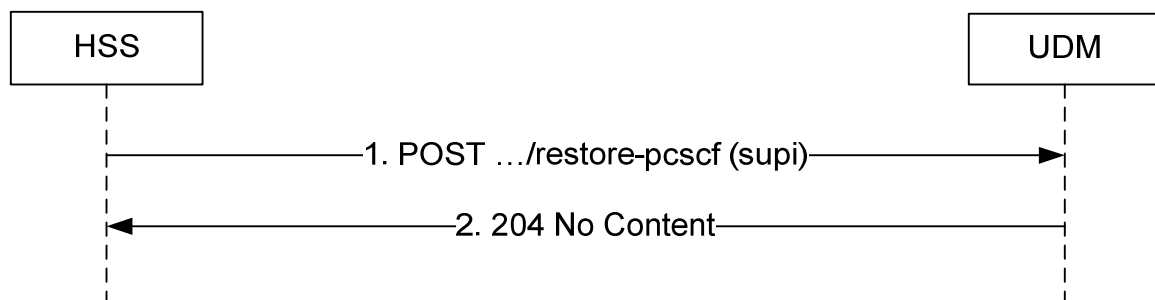 HSS
UDM
1. POST …/restore-pcscf (supi)
2. 204 No Content